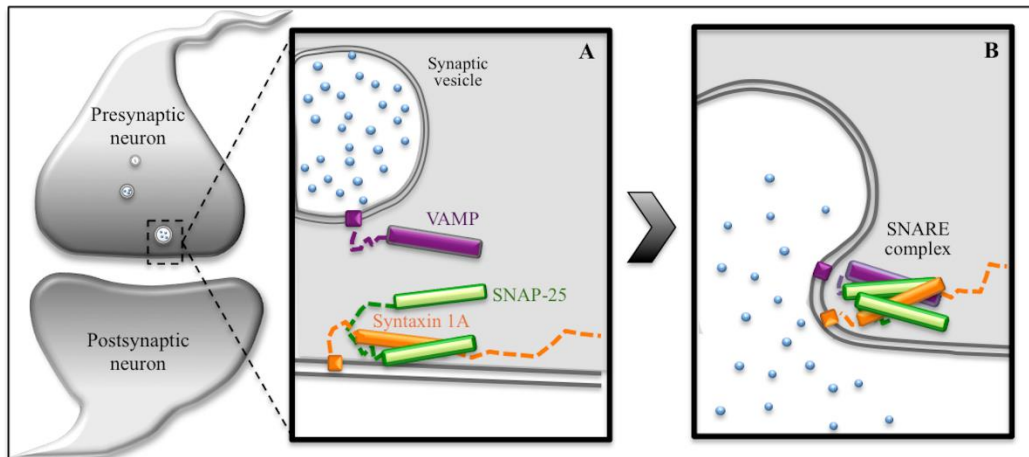 Presynaptic
neuron
Postsynaptic
neuron
A
Synaptic
vesicle
VAMP
SNAP-25
Syntaxin 1A
B
SNARE
complex